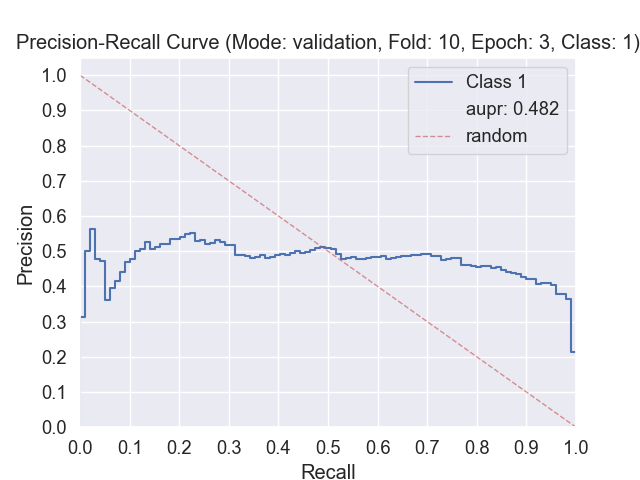 Precision-Recall Curve (Mode: validation, Fold: 10, Epoch: 3, Class: 1)
Class 1
aupr: 0.482
random
Precision
1.0
0.9
0.8
0.7
0.6
0.5
0.4
0.3
0.2
0.1
0.0
0.0 0.1 0.2 0.3 0.4 0.5 0.6 0.7 0.8 0.9 1.0
Recall